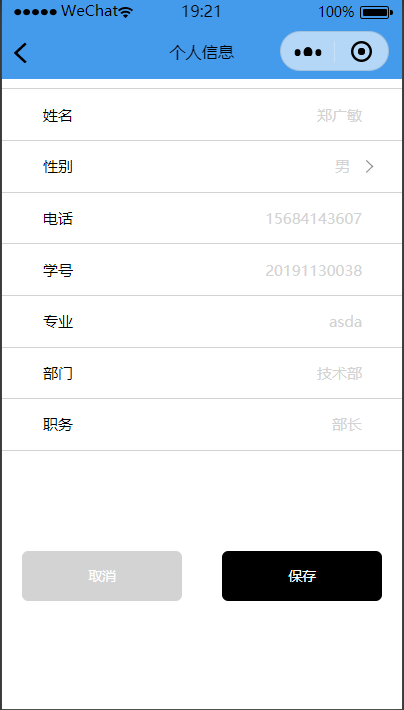 ●●●●● WeChat 19:21 100%
个人信息
姓名 郑广敏
性别 男
电话 15684143607
学号 20191130038
专业 asda
部门 技术部
职务 部长
取消 保存